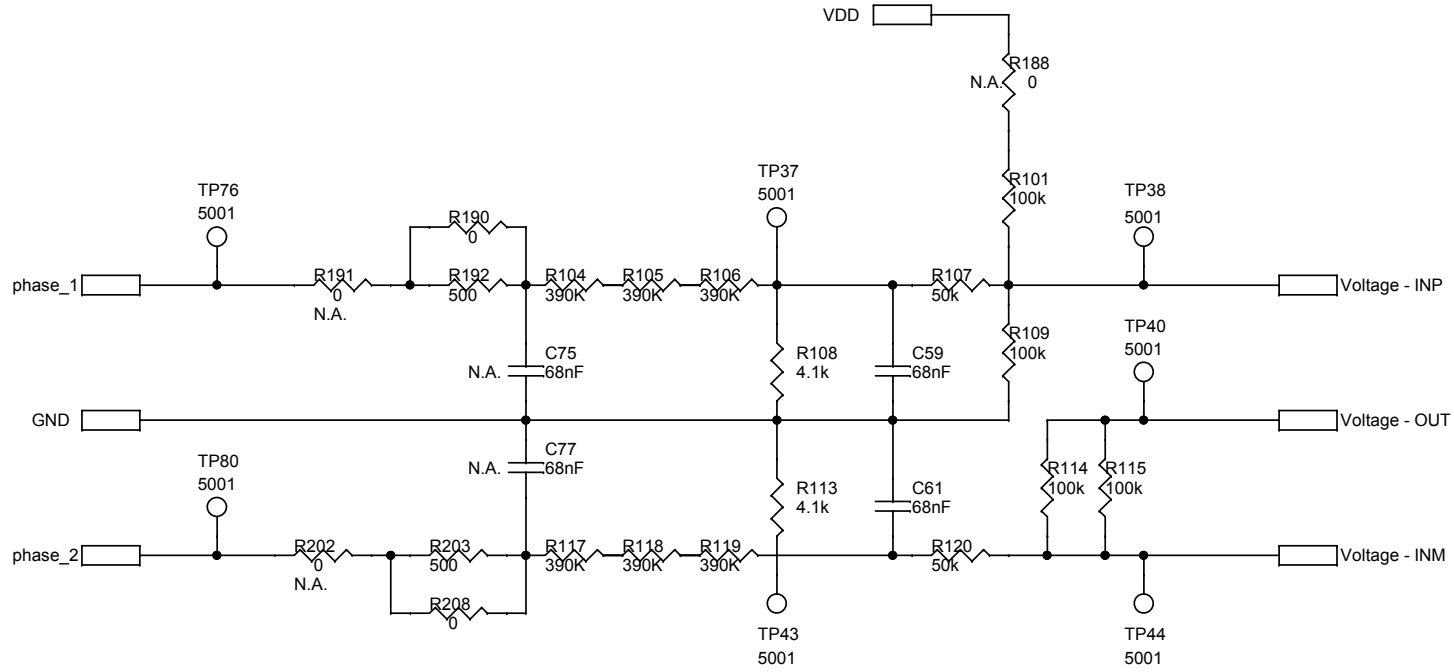 VDD
R188
N.A. 0
TP37
5001
R101
100k
TP38
5001
TP76
5001
R190
0
phase_1
R191
0
N.A.
R192
500
R104
390K
R105
390K
R106
390K
R107
50k
Voltage - INP
C75
N.A. 68nF
R108
4.1k
C59
68nF
R109
100k
TP40
5001
GND
Voltage - OUT
TP80
5001
C77
N.A. 68nF
R113
4.1k
C61
68nF
R114
100k
R115
100k
phase_2
R202
0
N.A.
R203
500
R208
0
R117
390K
R118
390K
R119
390K
R120
50k
Voltage - INM
TP43
5001
TP44
5001